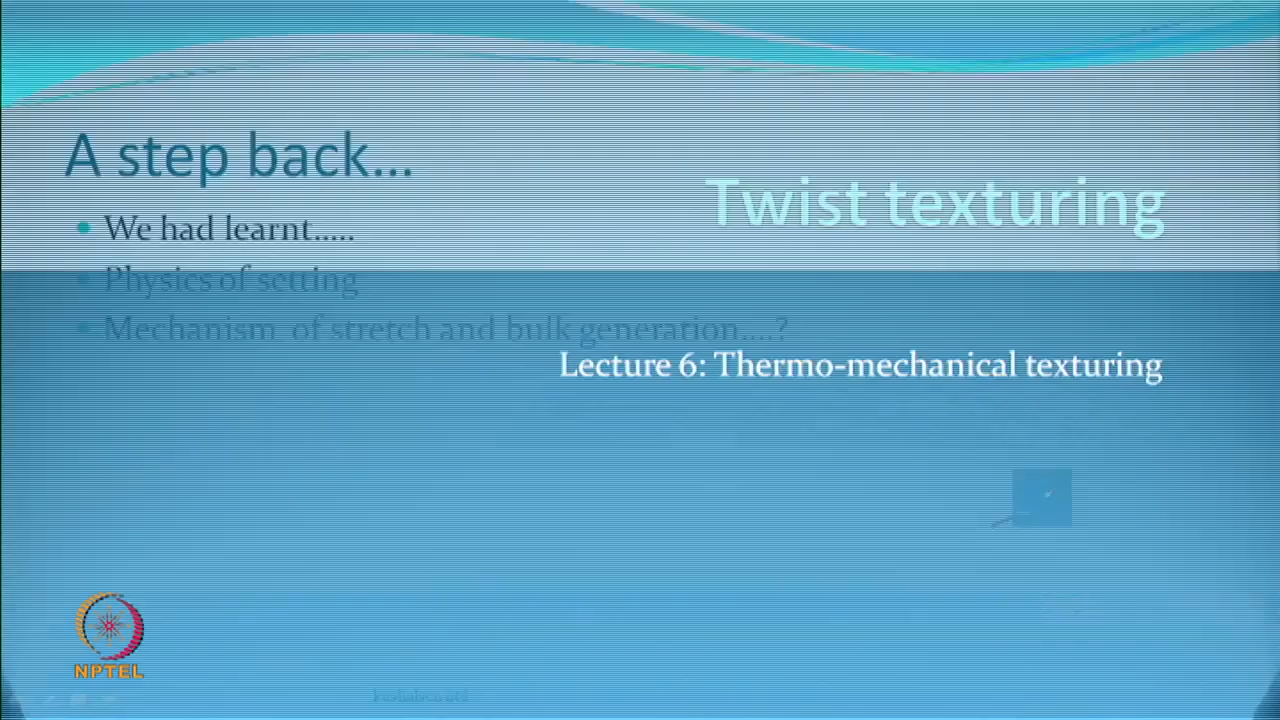 A step back...
Twist texturing
We had learnt.....
Physics of setting
Mechanism of stretch and bulk generation....?
Lecture 6: Thermo-mechanical texturing
NPTEL